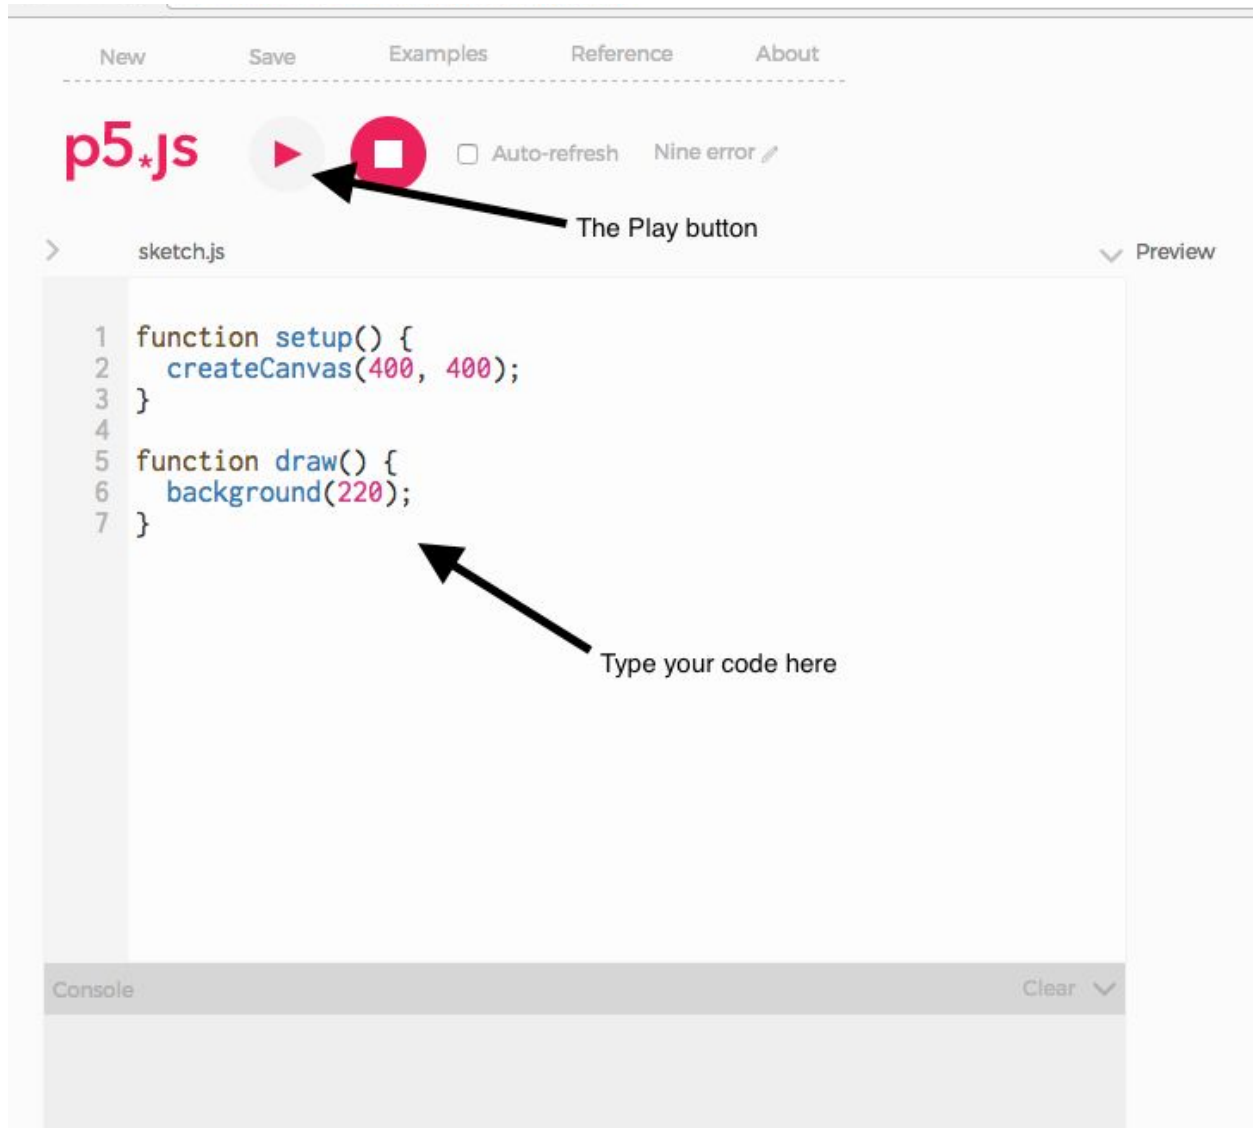 New Save Examples Reference About
p5*JS Auto-refresh Nine error
The Play button
sketch.js Preview
1 function setup() {
2   createCanvas(400, 400);
3 }
4
5 function draw() {
6   background(220);
7 }
Type your code here
Console Clear